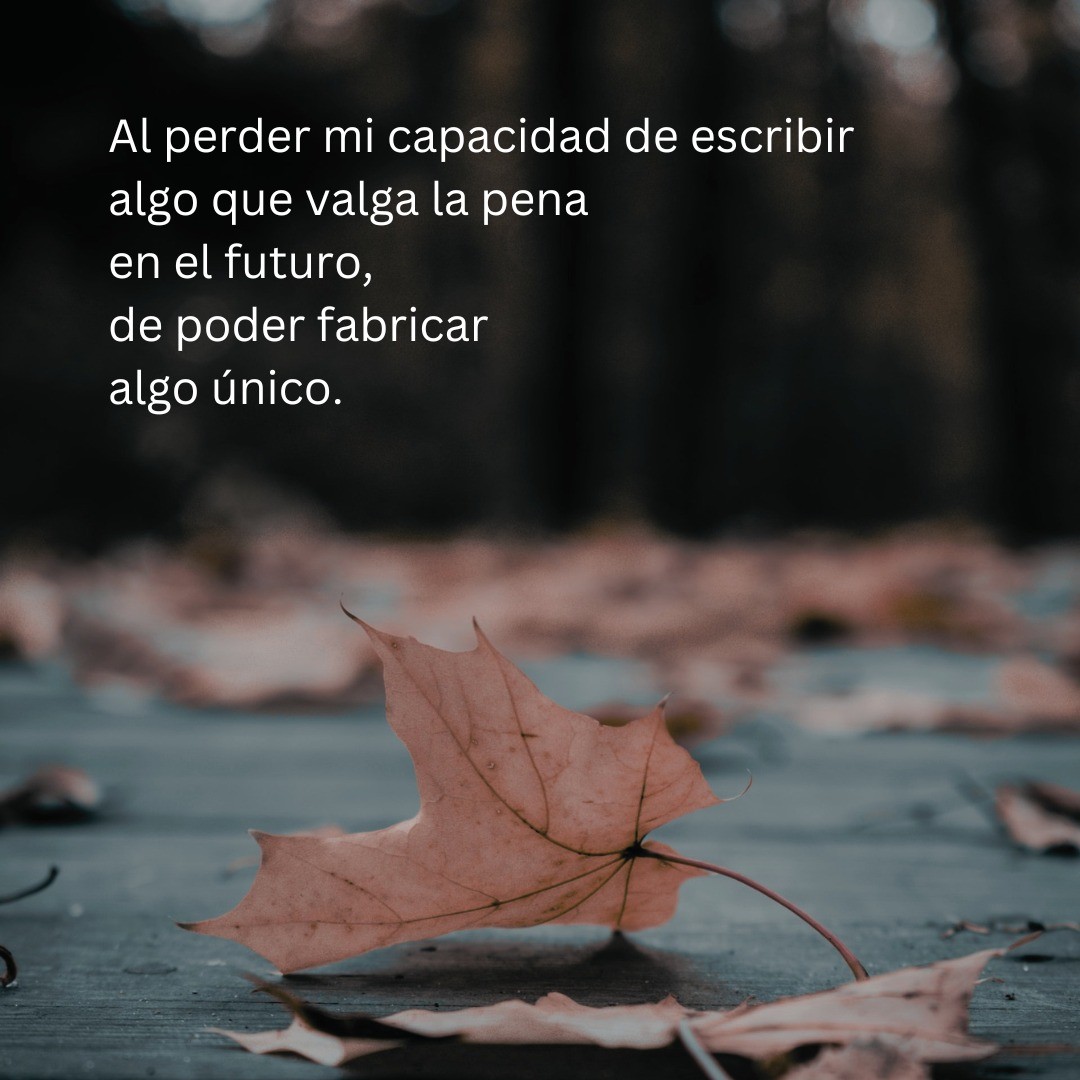 Al perder mi capacidad de escribir
algo que valga la pena
en el futuro,
de poder fabricar
algo único.